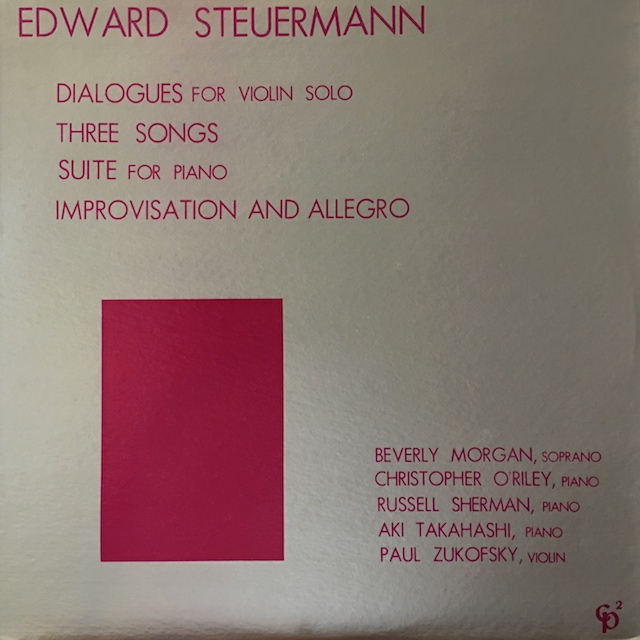 EDWARD STEUERMANN
DIALOGUES FOR VIOLIN SOLO
THREE SONGS
SUITE FOR PIANO
IMPROVISATION AND ALLEGRO
BEVERLY MORGAN, SOPRANO
CHRISTOPHER O'RILEY, PIANO
RUSSELL SHERMAN, PIANO
AKI TAKAHASHI, PIANO
PAUL ZUKOFSKY, VIOLIN
CP²